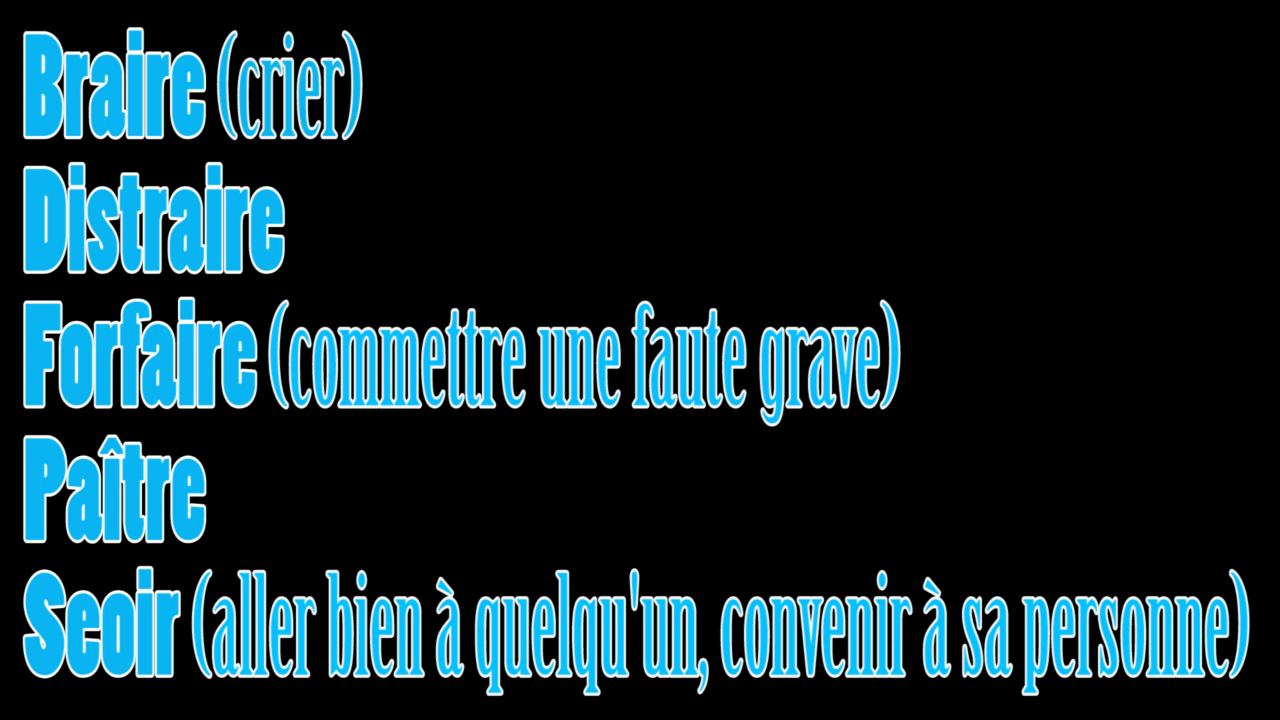 Braire (crier)
Distraire
Forfaire (commettre une faute grave)
Paître
Seoir (aller bien à quelqu'un, convenir à sa personne)